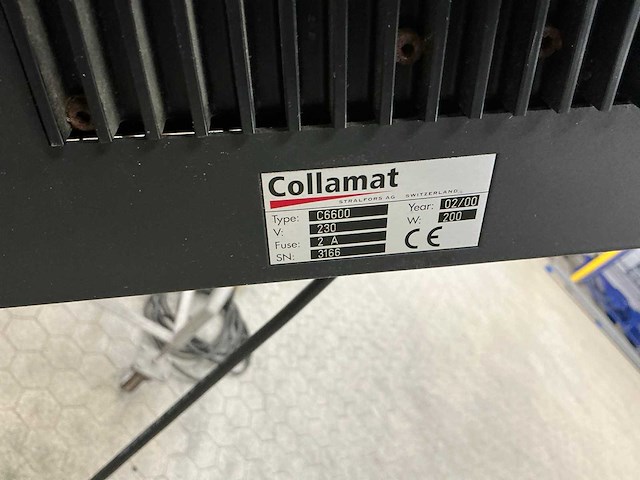 Collamat
STRALFORS AG SWITZERLAND
Type: C6600 Year: 02/00
V: 230 W: 200
Fuse: 2 A CE
SN: 3166